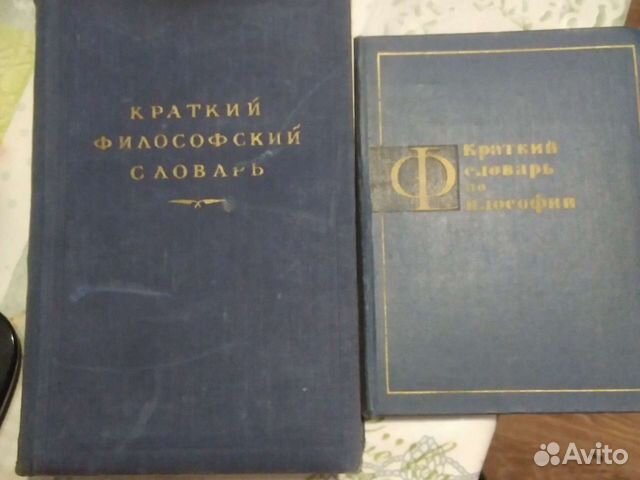 КРАТКИЙ
ФИЛОСОФСКИЙ
СЛОВАРЬ
Краткий
словарь
по
Философии
Avito